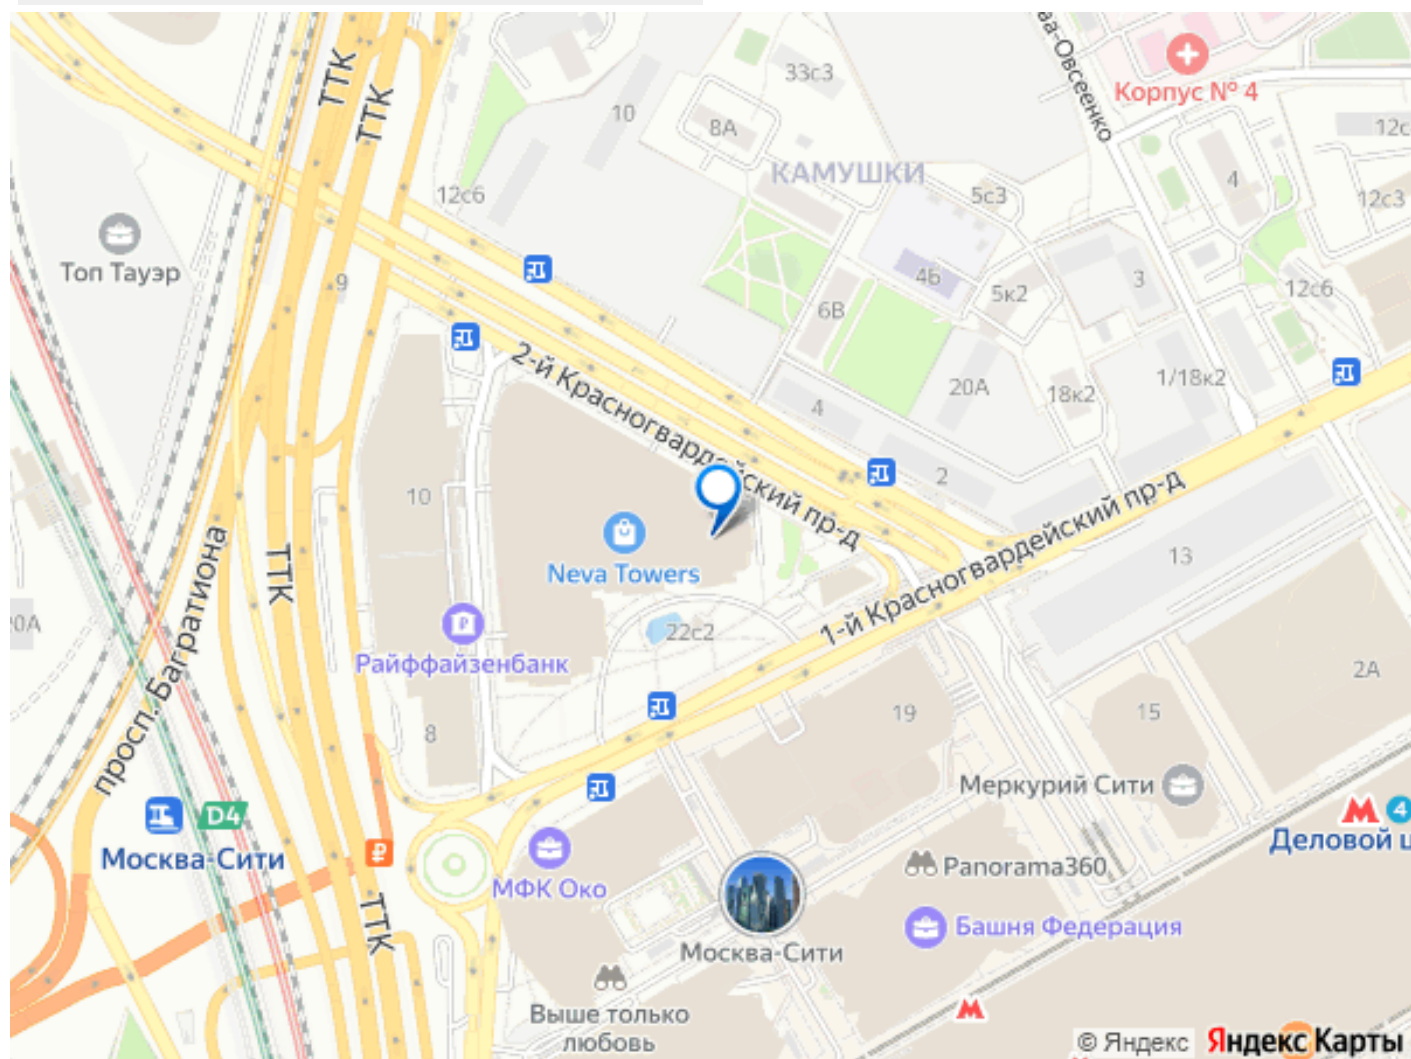 ТТК
ТТК
33с3
Корпус № 4
10
8А
12с
КАМУШКИ
4
12с6
5с3
12с3
Топ Тауэр
9
4Б
5к2
3
12с6
6В
2-й Красногвардейский пр-д
20А
18к2
1/18к2
4
2
10
1-й Красногвардейский пр-д
13
Neva Towers
ТТК
просп. Багратиона
0А
22с2
Райффайзенбанк
2А
8
19
15
Меркурий Сити
D4
4
Москва-Сити
₽
Деловой ц
МФК Око
Panorama360
ТТК
Башня Федерация
Москва-Сити
Выше только
любовь
© Яндекс Яндекс Карты